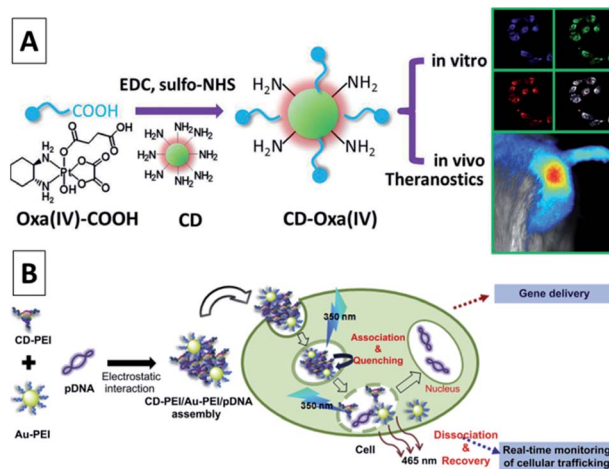 A
EDC, sulfo-NHS
COOH
H₂N
NH₂
in vitro
O
O
OH
H₂
N
O
O
Pt
N
H₂
OH
O
O
H₂N
NH₂
H₂N
NH₂
H₂N
NH₂
H₂N
NH₂
H₂N
NH₂
in vivo
Theranostics
Oxa(IV)-COOH
CD
CD-Oxa(IV)
B
CD-PEI
+
Au-PEI
pDNA
Electrostatic
interaction
CD-PEI/Au-PEI/pDNA
assembly
350 nm
Association
&
Quenching
Nucleus
350 nm
Cell
465 nm
Dissociation
&
Recovery
Gene delivery
Real-time monitoring
of cellular trafficking